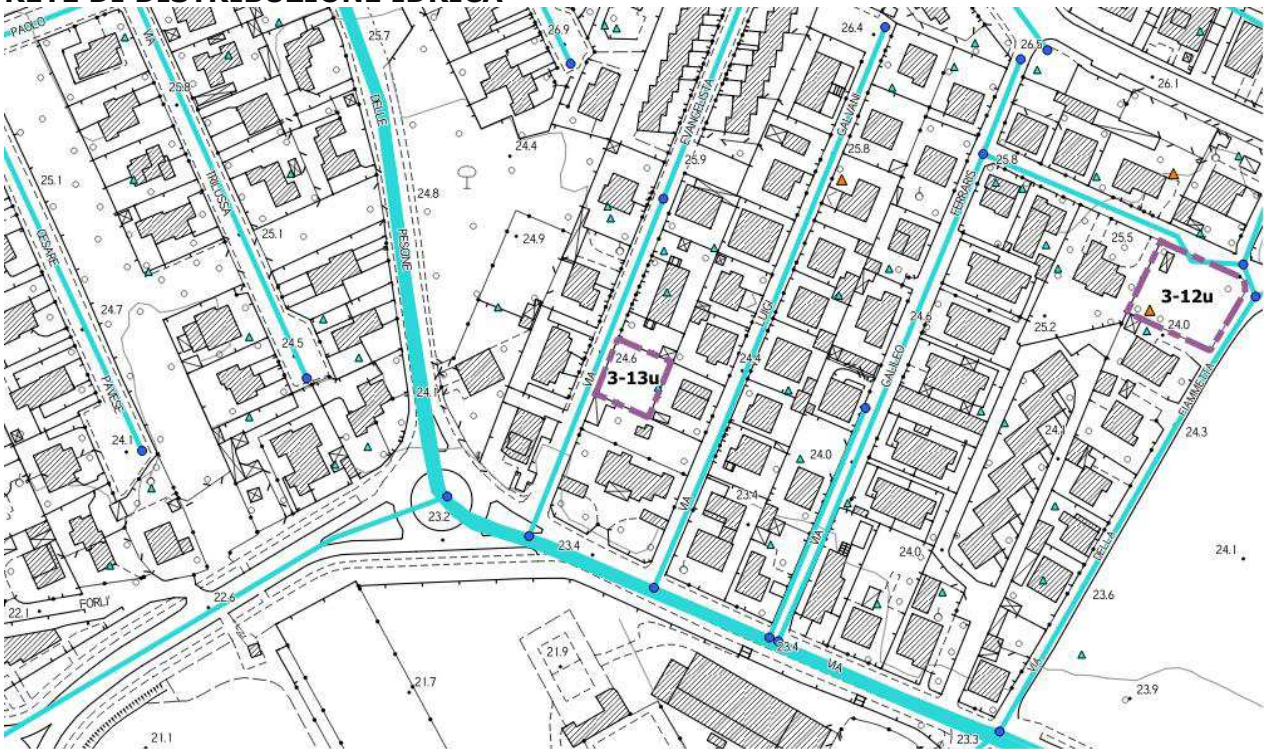 RETE DI DISTRIBUZIONE IDRICA
PAOLO
VIA
25.7
26.9
26.4
26.5
26.1
25.8
DELLE
EVANGELISTA
GALVANI
24.4
25.9
25.8
25.8
25.1
TRILUSSA
24.8
FERRARIS
CESARE
25.1
PESONE
24.9
25.5
24.7
3-12u
24.0
LUIGI
24.6
25.2
24.5
24.6
3-13u
24.4
GALILEO
VIA
PAVESE
24.1
FIAMMETTA
24.1
24.1
24.3
24.0
23.2
23.4
23.4
VIA
VIA
24.0
DELLA
24.1
22.6
FORLY
22.1
23.6
23.4
21.9
VIA
VIA
21.7
23.9
21.1
23.3